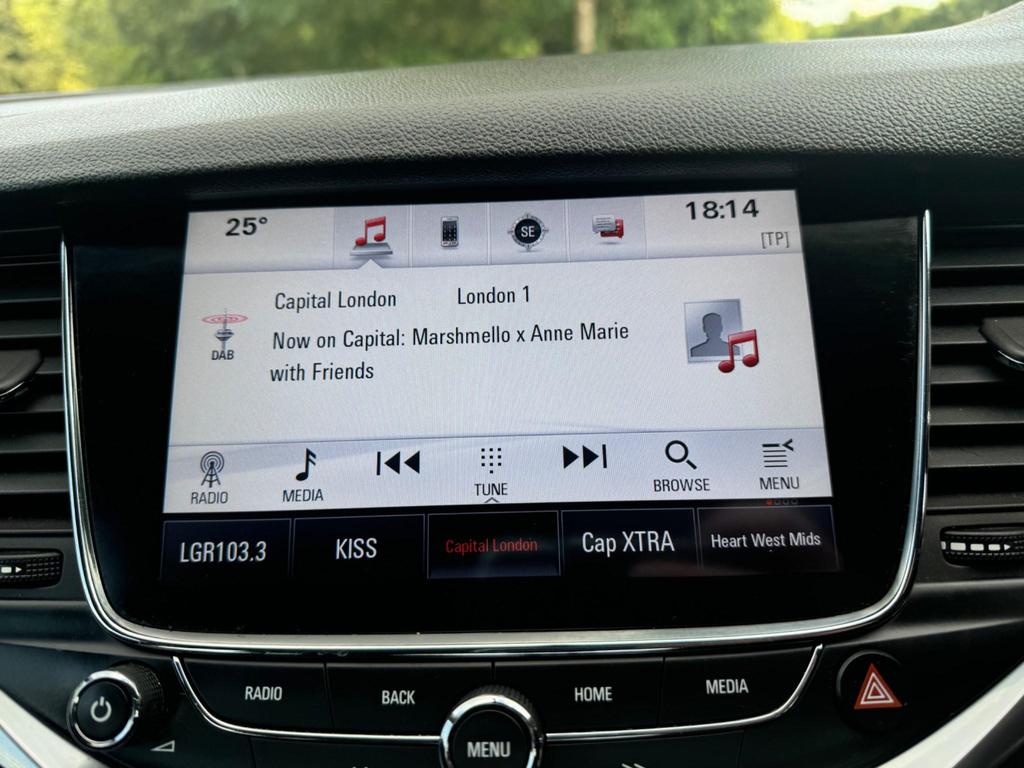 25° SE 18:14
[TP]
Capital London London 1
DAB
Now on Capital: Marshmello x Anne Marie
with Friends
RADIO MEDIA TUNE BROWSE MENU
LGR103.3 KISS Capital London Cap XTRA Heart West Mids
RADIO BACK HOME MEDIA
MENU